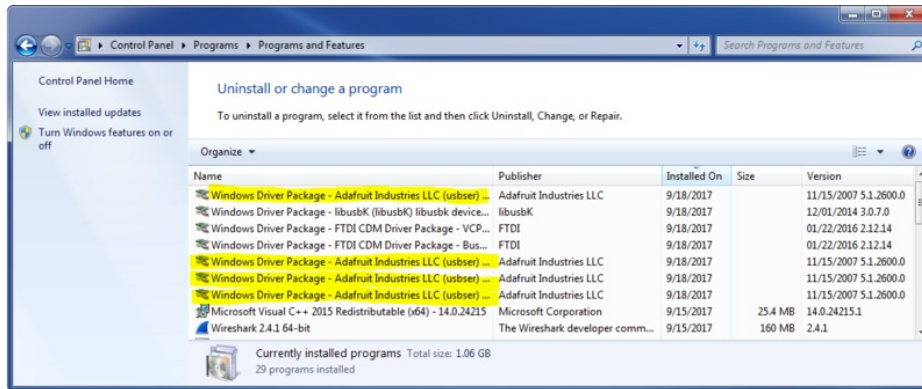 Control Panel ▸ Programs ▸ Programs and Features
Search Programs and Features
Control Panel Home
View installed updates
Turn Windows features on or
off
Uninstall or change a program
To uninstall a program, select it from the list and then click Uninstall, Change, or Repair.
Organize
Name Publisher Installed On Size Version
Windows Driver Package - Adafruit Industries LLC (usbser) ... Adafruit Industries LLC 9/18/2017 11/15/2007 5.1.2600.0
Windows Driver Package - libusbK (libusbK) libusbk device... libusbK 9/18/2017 12/01/2014 3.0.7.0
Windows Driver Package - FTDI CDM Driver Package - VCP... FTDI 9/18/2017 01/22/2016 2.12.14
Windows Driver Package - FTDI CDM Driver Package - Bus... FTDI 9/18/2017 01/22/2016 2.12.14
Windows Driver Package - Adafruit Industries LLC (usbser) ... Adafruit Industries LLC 9/18/2017 11/15/2007 5.1.2600.0
Windows Driver Package - Adafruit Industries LLC (usbser) ... Adafruit Industries LLC 9/18/2017 11/15/2007 5.1.2600.0
Windows Driver Package - Adafruit Industries LLC (usbser) ... Adafruit Industries LLC 9/18/2017 11/15/2007 5.1.2600.0
Microsoft Visual C++ 2015 Redistributable (x64) - 14.0.24215 Microsoft Corporation 9/15/2017 25.4 MB 14.0.24215.1
Wireshark 2.4.1 64-bit The Wireshark developer comm... 9/15/2017 160 MB 2.4.1
Currently installed programs Total size: 1.06 GB
29 programs installed